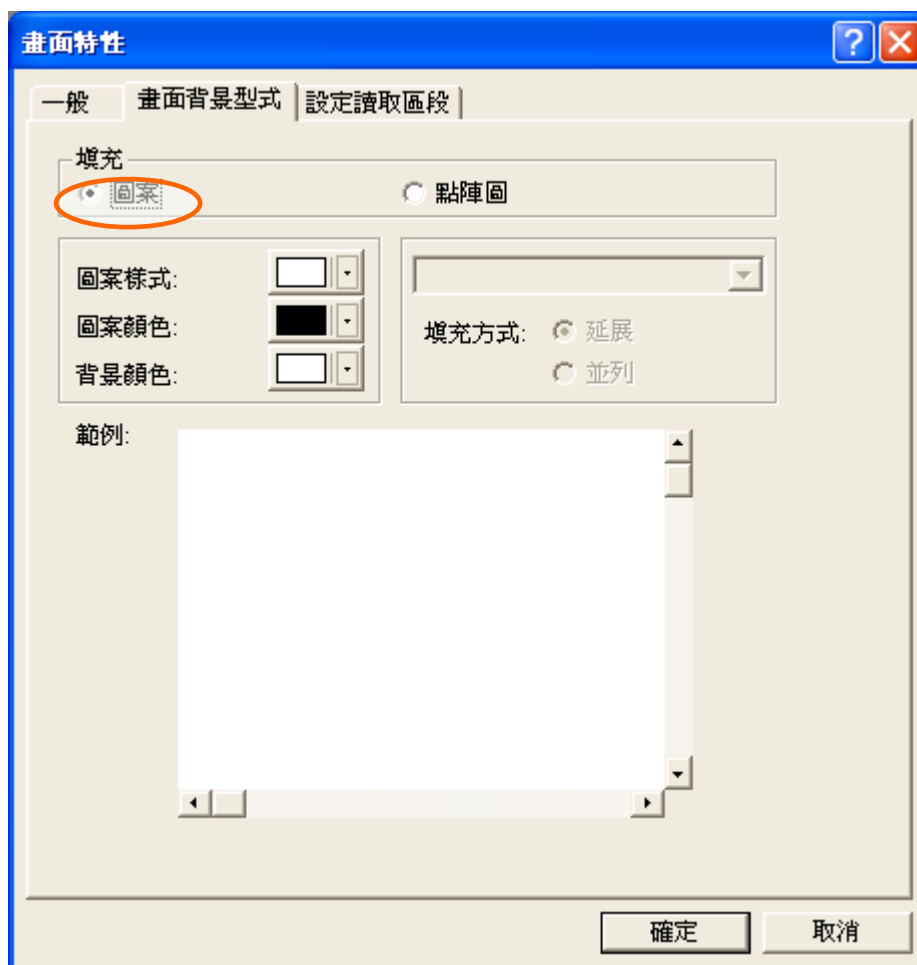 畫面特性
一般 畫面背景型式 設定讀取區段
填充
圖案 點陣圖
圖案樣式:
圖案顏色:
背景顏色:
填充方式: 延展
並列
範例:
確定 取消